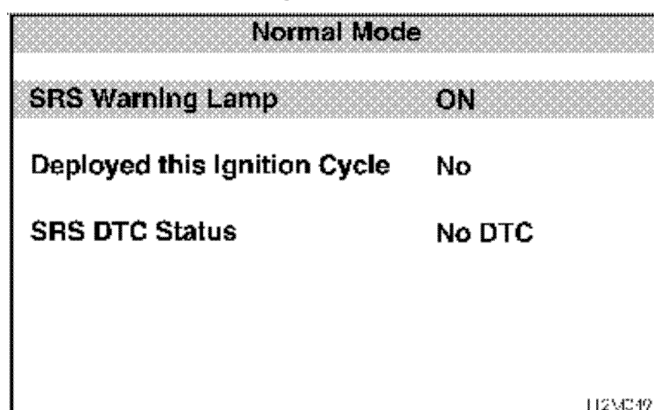 Normal Mode
SRS Warning Lamp ON
Deployed this Ignition Cycle No
SRS DTC Status No DTC